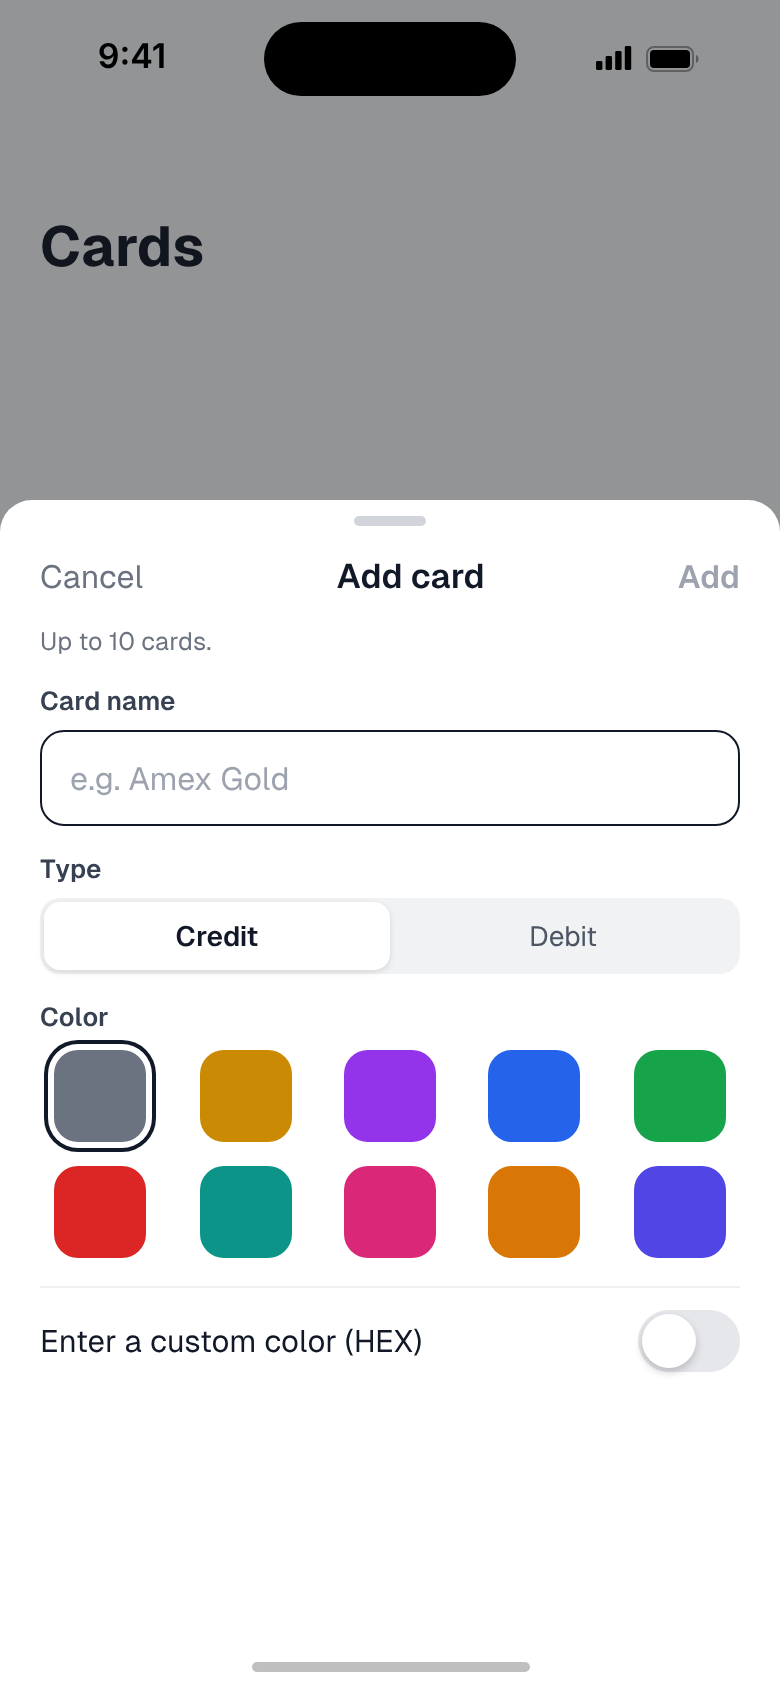 9:41
Cards
Cancel
Add card
Add
Up to 10 cards.
Card name
e.g. Amex Gold
Type
Credit
Debit
Color
Enter a custom color (HEX)